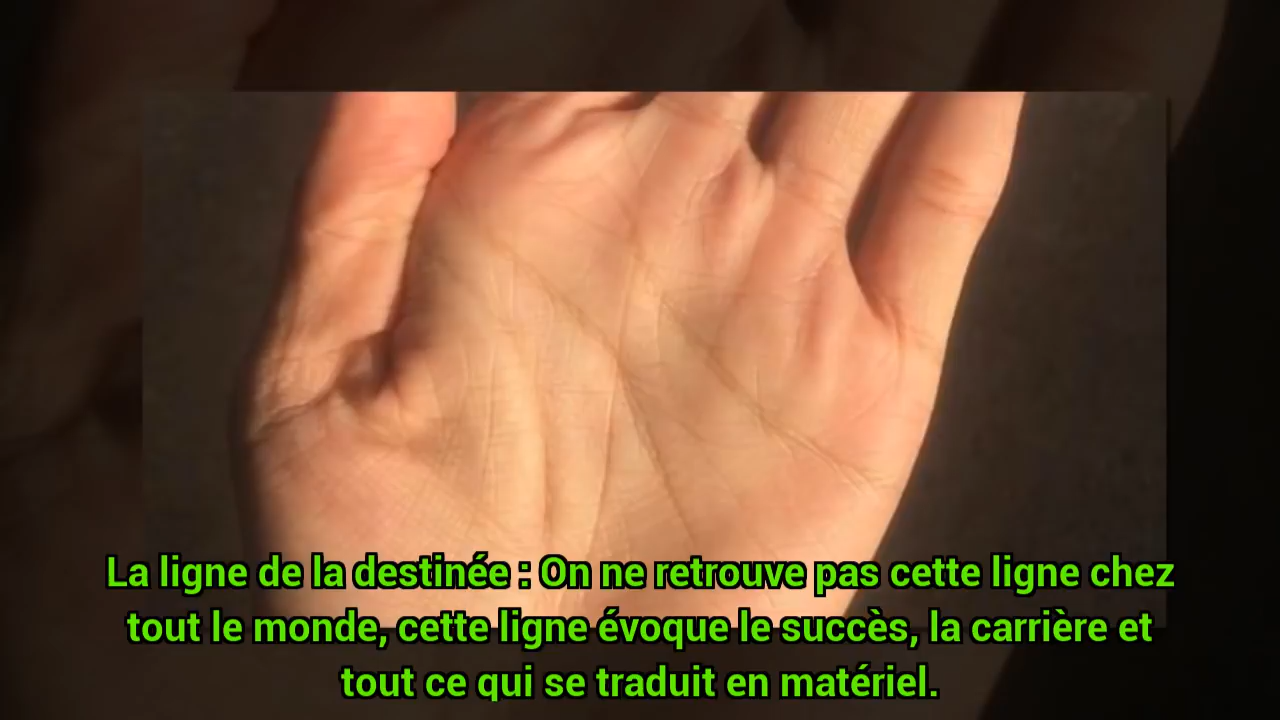 La ligne de la destinée : On ne retrouve pas cette ligne chez
tout le monde, cette ligne évoque le succès, la carrière et
tout ce qui se traduit en matériel.